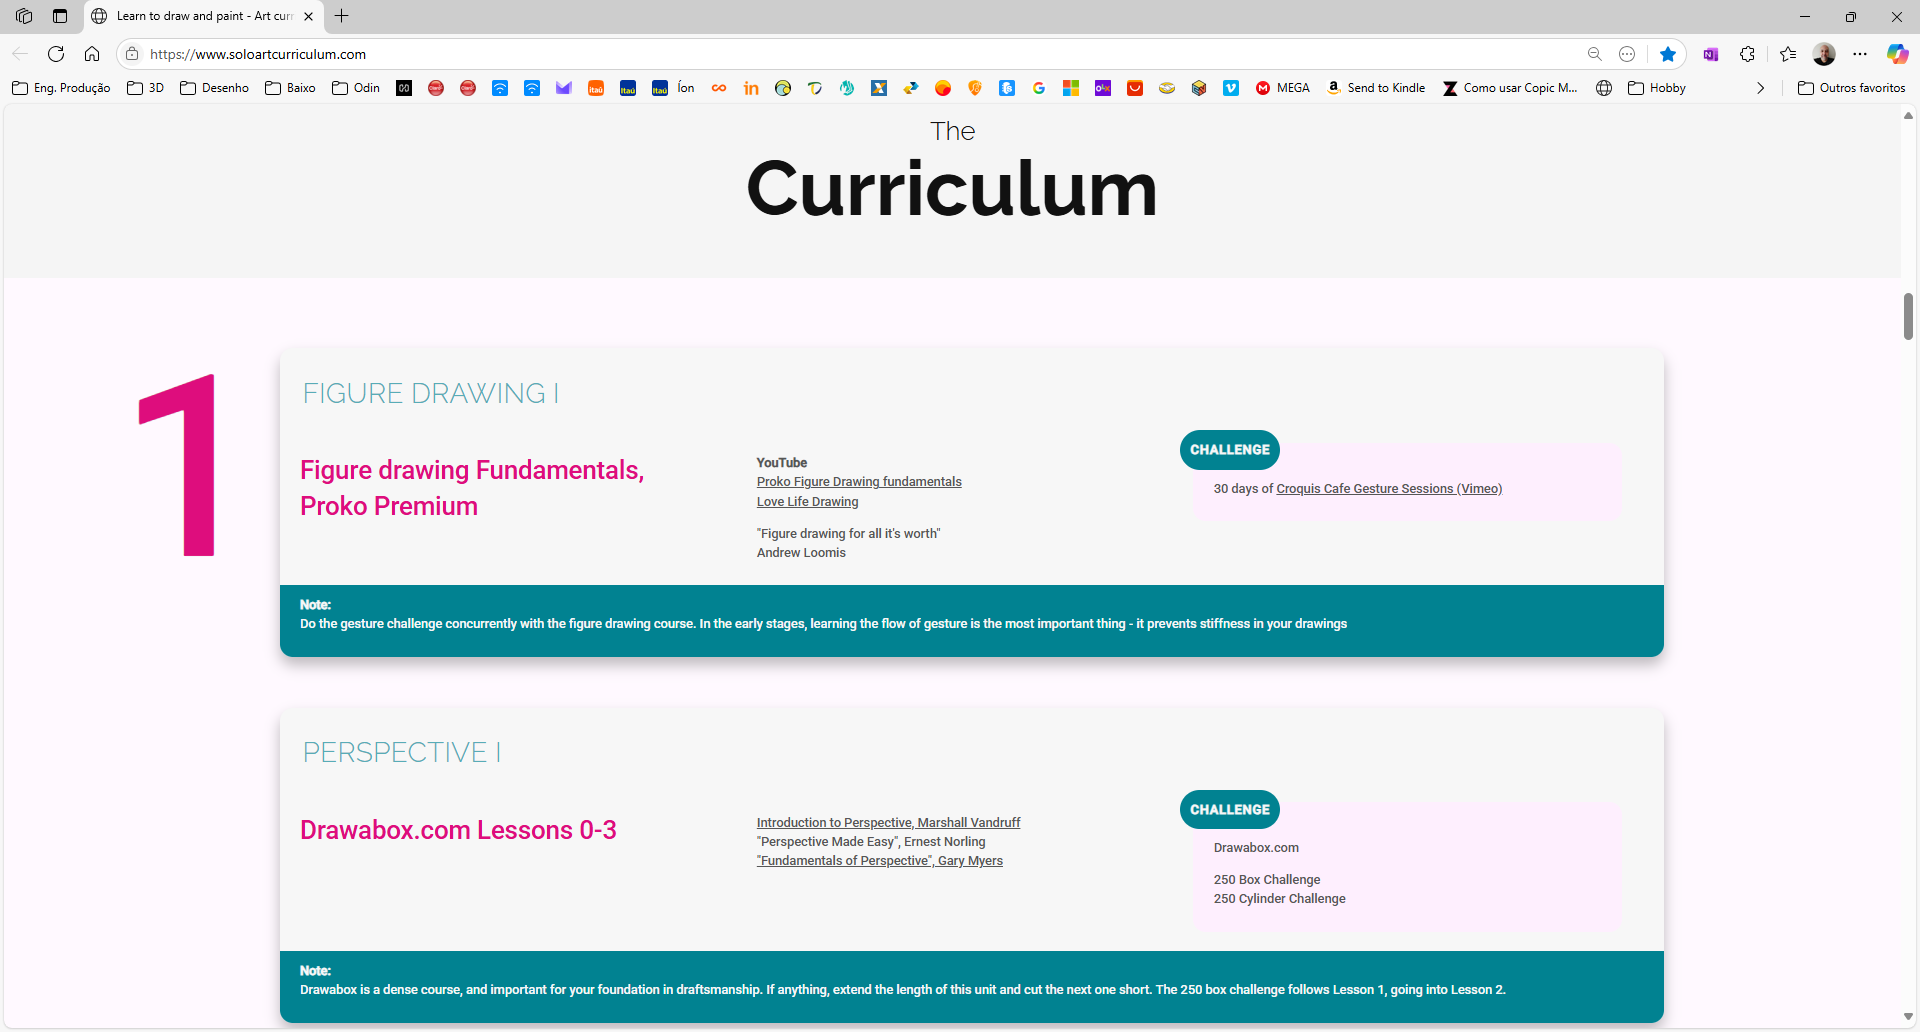 Learn to draw and paint - Art curr
https://www.soloartcurriculum.com
Eng. Produção
3D
Desenho
Baixo
Odin
Íon
MEGA
Send to Kindle
Como usar Copic M...
Hobby
Outros favoritos
The
Curriculum
1
FIGURE DRAWING I
Figure drawing Fundamentals,
Proko Premium
YouTube
Proko Figure Drawing fundamentals
Love Life Drawing
"Figure drawing for all it's worth"
Andrew Loomis
CHALLENGE
30 days of Croquis Cafe Gesture Sessions (Vimeo)
Note:
Do the gesture challenge concurrently with the figure drawing course. In the early stages, learning the flow of gesture is the most important thing - it prevents stiffness in your drawings
PERSPECTIVE I
Drawabox.com Lessons 0-3
Introduction to Perspective, Marshall Vandruff
"Perspective Made Easy", Ernest Norling
"Fundamentals of Perspective", Gary Myers
CHALLENGE
Drawabox.com
250 Box Challenge
250 Cylinder Challenge
Note:
Drawabox is a dense course, and important for your foundation in draftsmanship. If anything, extend the length of this unit and cut the next one short. The 250 box challenge follows Lesson 1, going into Lesson 2.